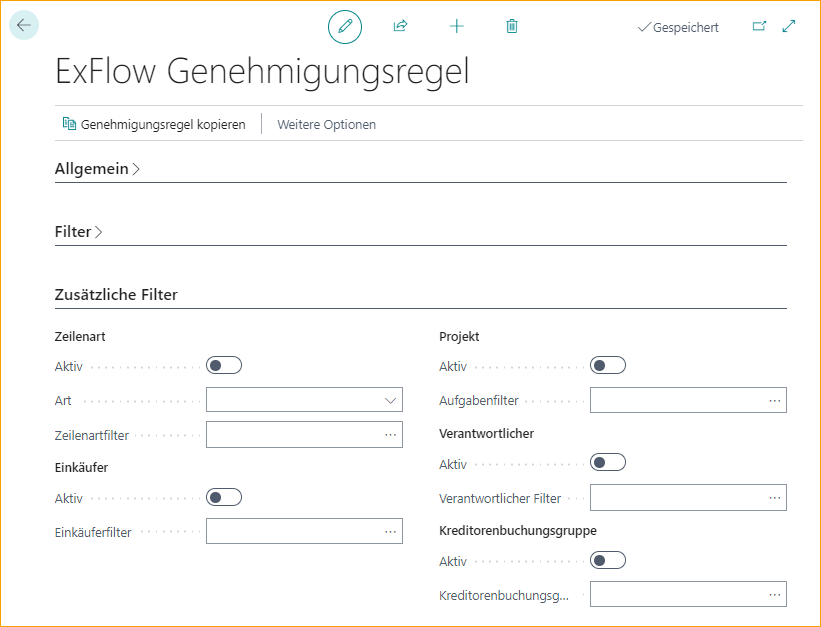 Gespeichert
ExFlow Genehmigungsregel
Genehmigungsregel kopieren Weitere Optionen
Allgemein
Filter
Zusätzliche Filter
Zeilenart
Aktiv
Art
Zeilenartfilter
Einkäufer
Aktiv
Einkäuferfilter
Projekt
Aktiv
Aufgabenfilter
Verantwortlicher
Aktiv
Verantwortlicher Filter
Kreditorenbuchungsgruppe
Aktiv
Kreditorenbuchungsg...